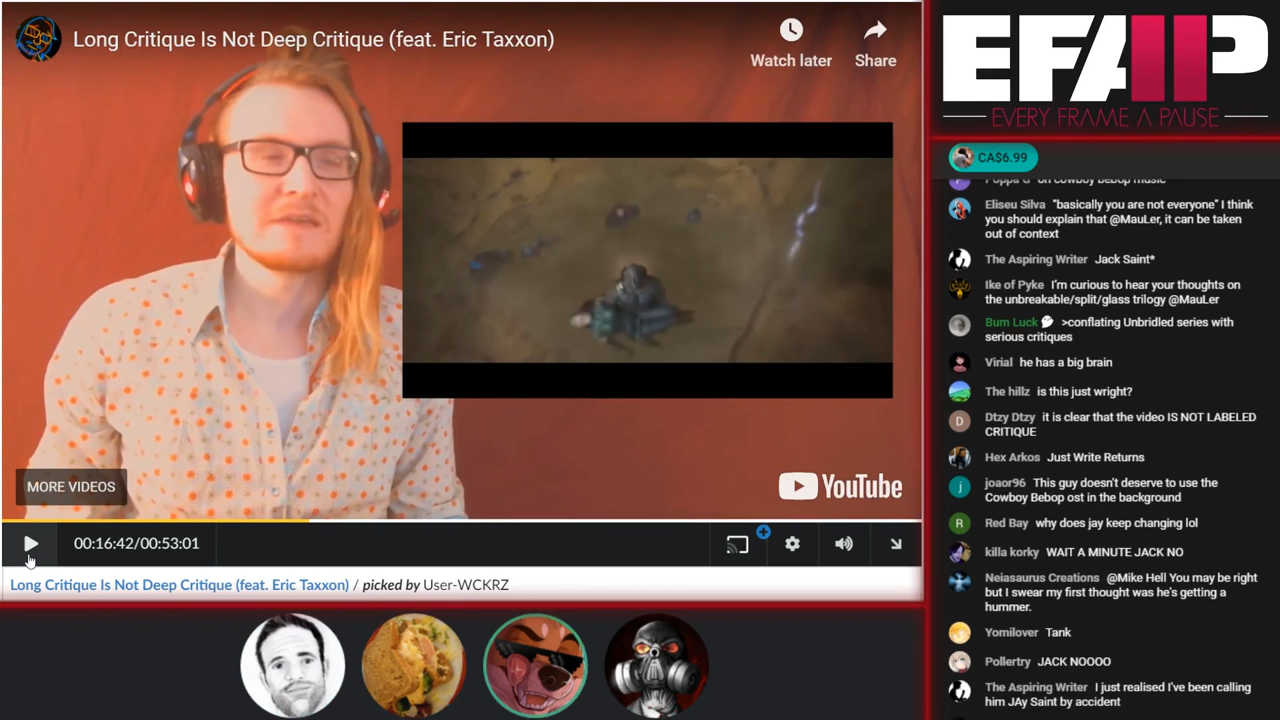 Long Critique Is Not Deep Critique (feat. Eric Taxxon)
Watch later
Share
MORE VIDEOS
YouTube
00:16:42/00:53:01
Long Critique Is Not Deep Critique (feat. Eric Taxxon) / picked by User-WCKRZ
EFAP
EVERY FRAME A PAUSE
CA$6.99
Poppa G on cowboy bebop music
Eliseu Silva "basically you are not everyone" I think
you should explain that @MauLer, it can be taken
out of context
The Aspiring Writer Jack Saint*
Ike of Pyke I'm curious to hear your thoughts on
the unbreakable/split/glass trilogy @MauLer
Bum Luck >conflating Unbridled series with
serious critiques
Virial he has a big brain
The hillz is this just wright?
Dtzy Dtzy it is clear that the video IS NOT LABELED
CRITIQUE
D
Hex Arkos Just Write Returns
joaor96 This guy doesn't deserve to use the
Cowboy Bebop ost in the background
j
Red Bay why does jay keep changing lol
R
killa korky WAIT A MINUTE JACK NO
Neiasaurus Creations @Mike Hell You may be right
but I swear my first thought was he's getting a
hummer.
Yomilover Tank
Pollertry JACK NOOOO
The Aspiring Writer I just realised I've been calling
him JAy Saint by accident